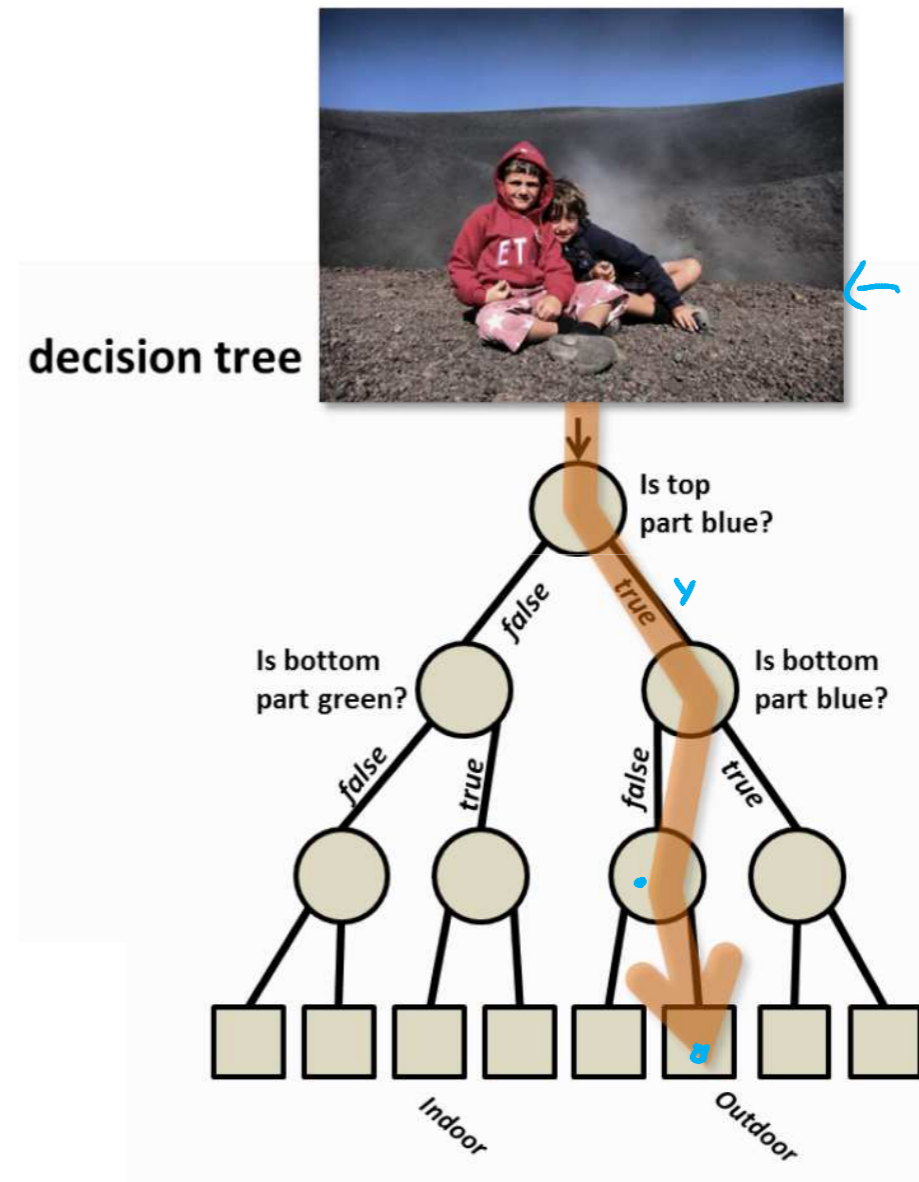 ET
decision tree
Is top
part blue?
false
true
y
Is bottom
part green?
Is bottom
part blue?
false
true
false
true
Indoor
Outdoor